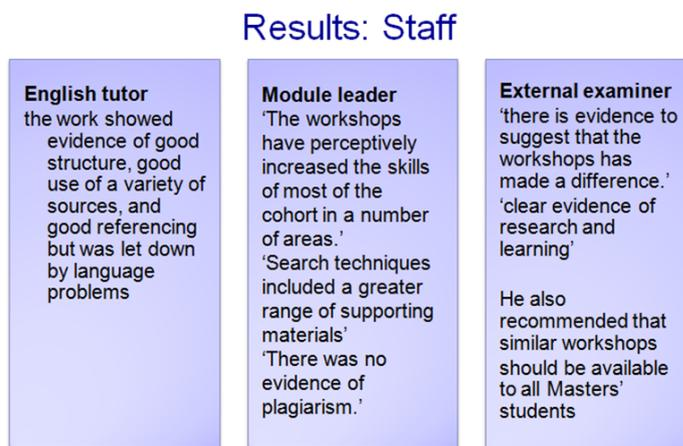 Results: Staff
English tutor
the work showed
evidence of good
structure, good
use of a variety of
sources, and
good referencing
but was let down
by language
problems
Module leader
‘The workshops
have perceptively
increased the skills
of most of the
cohort in a number
of areas.’
‘Search techniques
included a greater
range of supporting
materials’
‘There was no
evidence of
plagiarism.’
External examiner
‘there is evidence to
suggest that the
workshops has
made a difference.’
‘clear evidence of
research and
learning’
He also
recommended that
similar workshops
should be available
to all Masters’
students